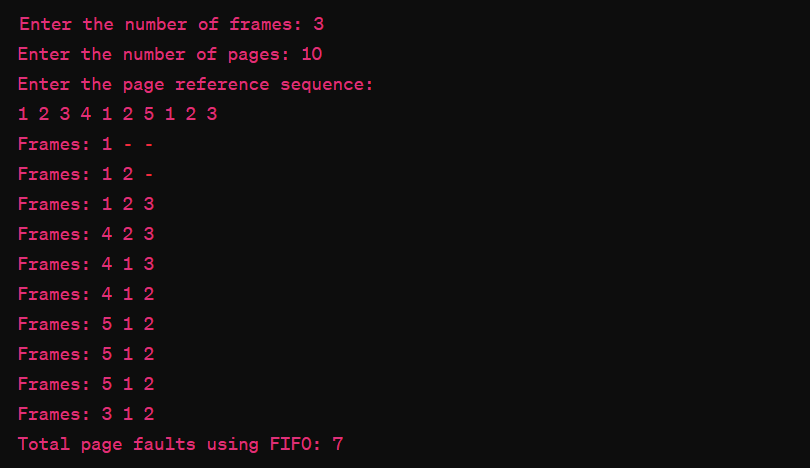 Enter the number of frames: 3
Enter the number of pages: 10
Enter the page reference sequence:
1 2 3 4 1 2 5 1 2 3
Frames: 1 - -
Frames: 1 2 -
Frames: 1 2 3
Frames: 4 2 3
Frames: 4 1 3
Frames: 4 1 2
Frames: 5 1 2
Frames: 5 1 2
Frames: 5 1 2
Frames: 3 1 2
Total page faults using FIFO: 7